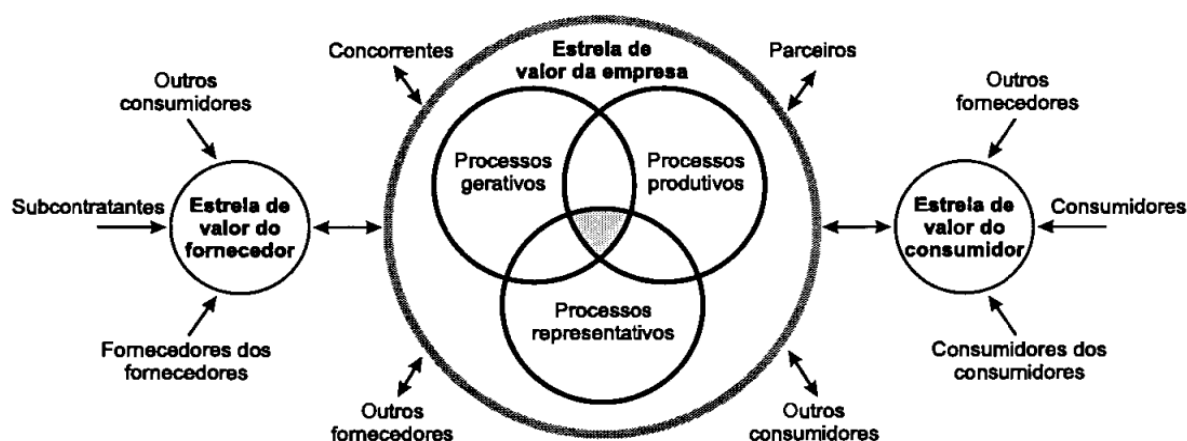 Concorrentes
Estrela de
valor da empresa
Parceiros
Outros
consumidores
Outros
fornecedores
Processos
gerativos
Processos
produtivos
Subcontratantes
Estrela de
valor do
fornecedor
Estrela de
valor do
consumidor
Consumidores
Processos
representativos
Fornecedores dos
fornecedores
Consumidores dos
consumidores
Outros
fornecedores
Outros
consumidores